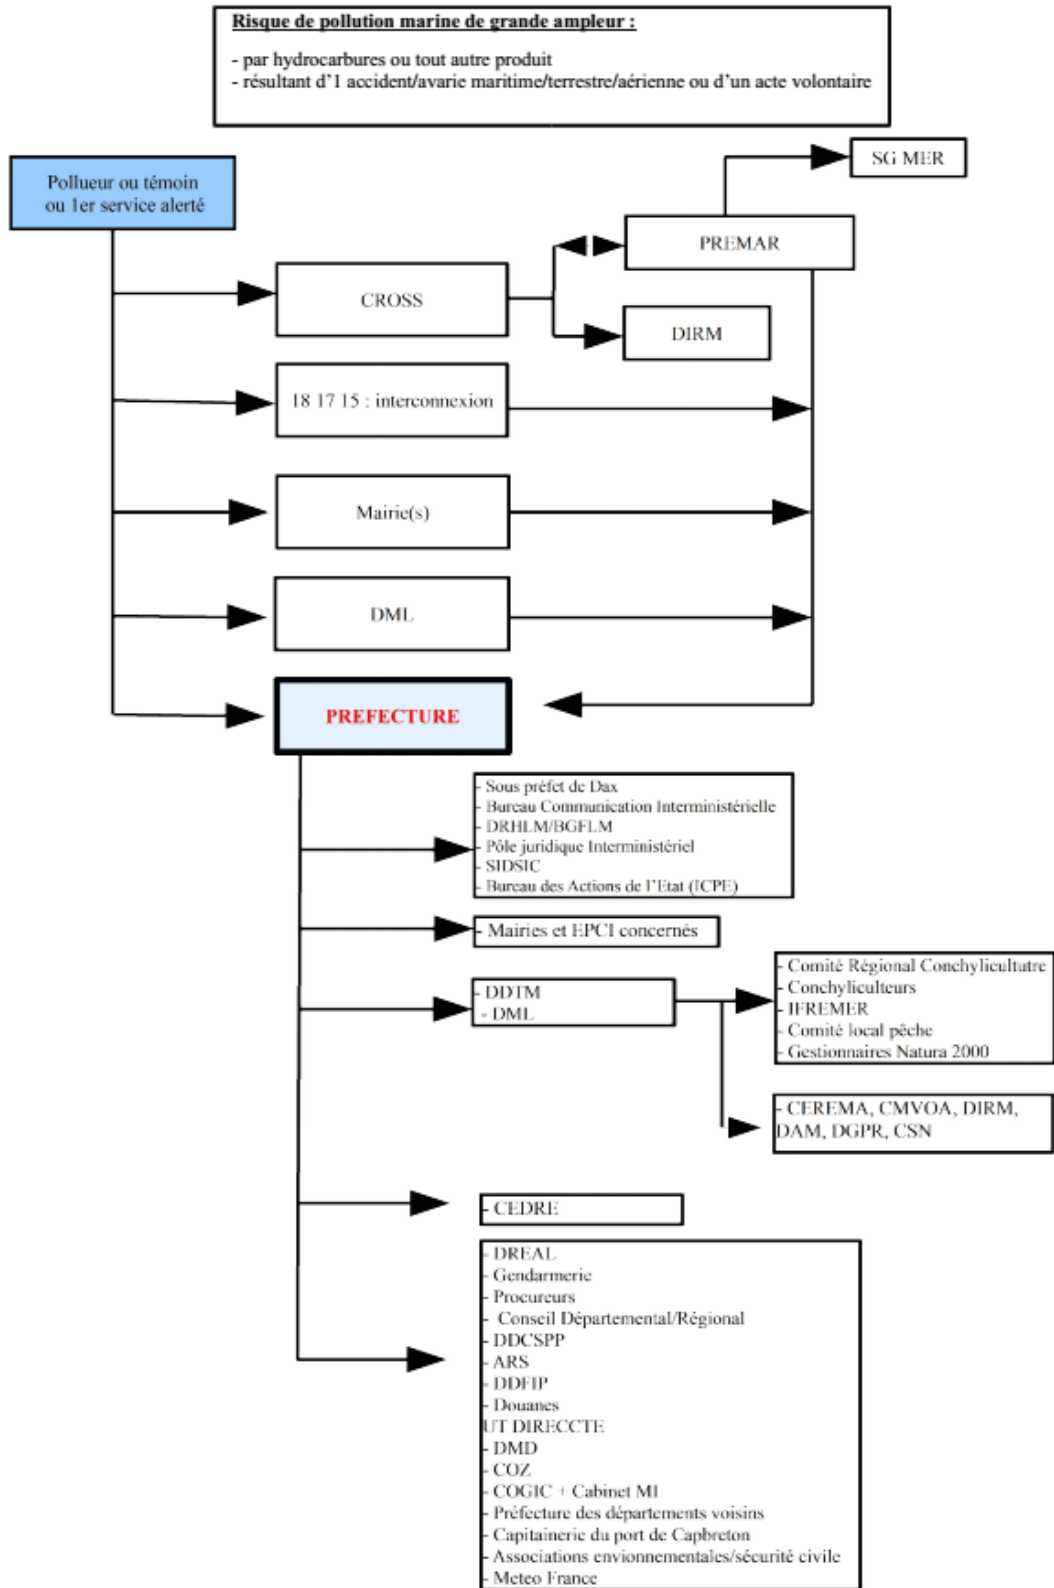 Risque de pollution marine de grande ampleur :
- par hydrocarbures ou tout autre produit
- résultant d'1 accident/avarie maritime/terrestre/aérienne ou d'un acte volontaire
SG MER
Pollueur ou témoin
ou 1er service alerté
PREMAR
CROSS
DIRM
18 17 15 : interconnexion
Mairie(s)
DML
PREFECTURE
- Sous préfet de Dax
- Bureau Communication Interministérielle
- DRHLM/BGFLM
- Pôle juridique Interministériel
- SIDSIC
- Bureau des Actions de l'Etat (ICPE)
- Mairies et EPCI concernés
- DDTM
- DML
- Comité Régional Conchylicultutre
- Conchyliculteurs
- IFREMER
- Comité local pêche
- Gestionnaires Natura 2000
- CEREMA, CMVOA, DIRM,
DAM, DGPR, CSN
- CEDRE
- DREAL
- Gendarmerie
- Procureurs
- Conseil Départemental/Régional
- DDCSPP
- ARS
- DDFIP
- Douanes
UT DIRECCTE
- DMD
- COZ
- COGIC + Cabinet MI
- Préfecture des départements voisins
- Capitainerie du port de Capbreton
- Associations envionnementales/sécurité civile
- Meteo France